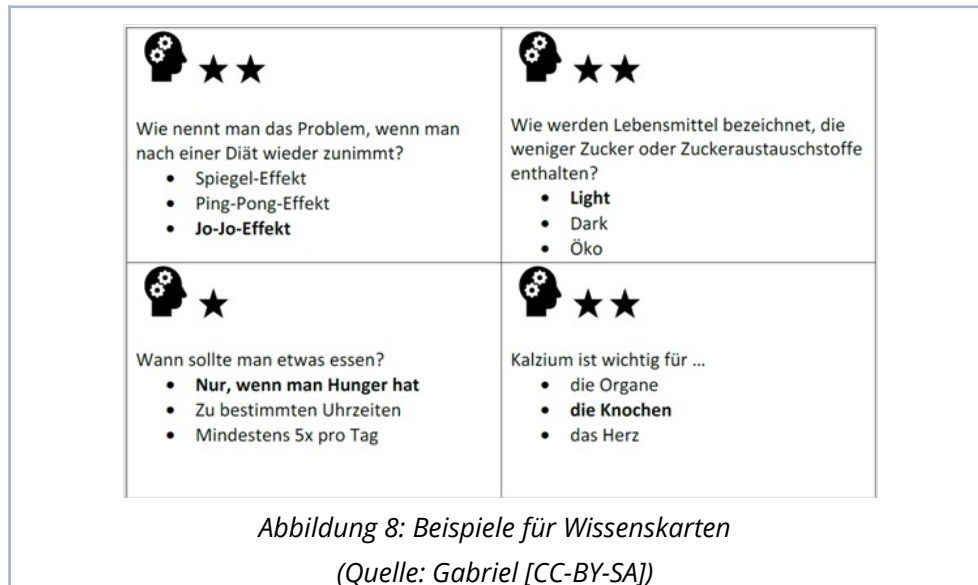 Wie nennt man das Problem, wenn man
nach einer Diät wieder zunimmt?
• Spiegel-Effekt
• Ping-Pong-Effekt
• Jo-Jo-Effekt
Wie werden Lebensmittel bezeichnet, die
weniger Zucker oder Zuckeraustauschstoffe
enthalten?
• Light
• Dark
• Öko
Wann sollte man etwas essen?
• Nur, wenn man Hunger hat
• Zu bestimmten Uhrzeiten
• Mindestens 5x pro Tag
Kalzium ist wichtig für ...
• die Organe
• die Knochen
• das Herz
Abbildung 8: Beispiele für Wissenskarten
(Quelle: Gabriel [CC-BY-SA])